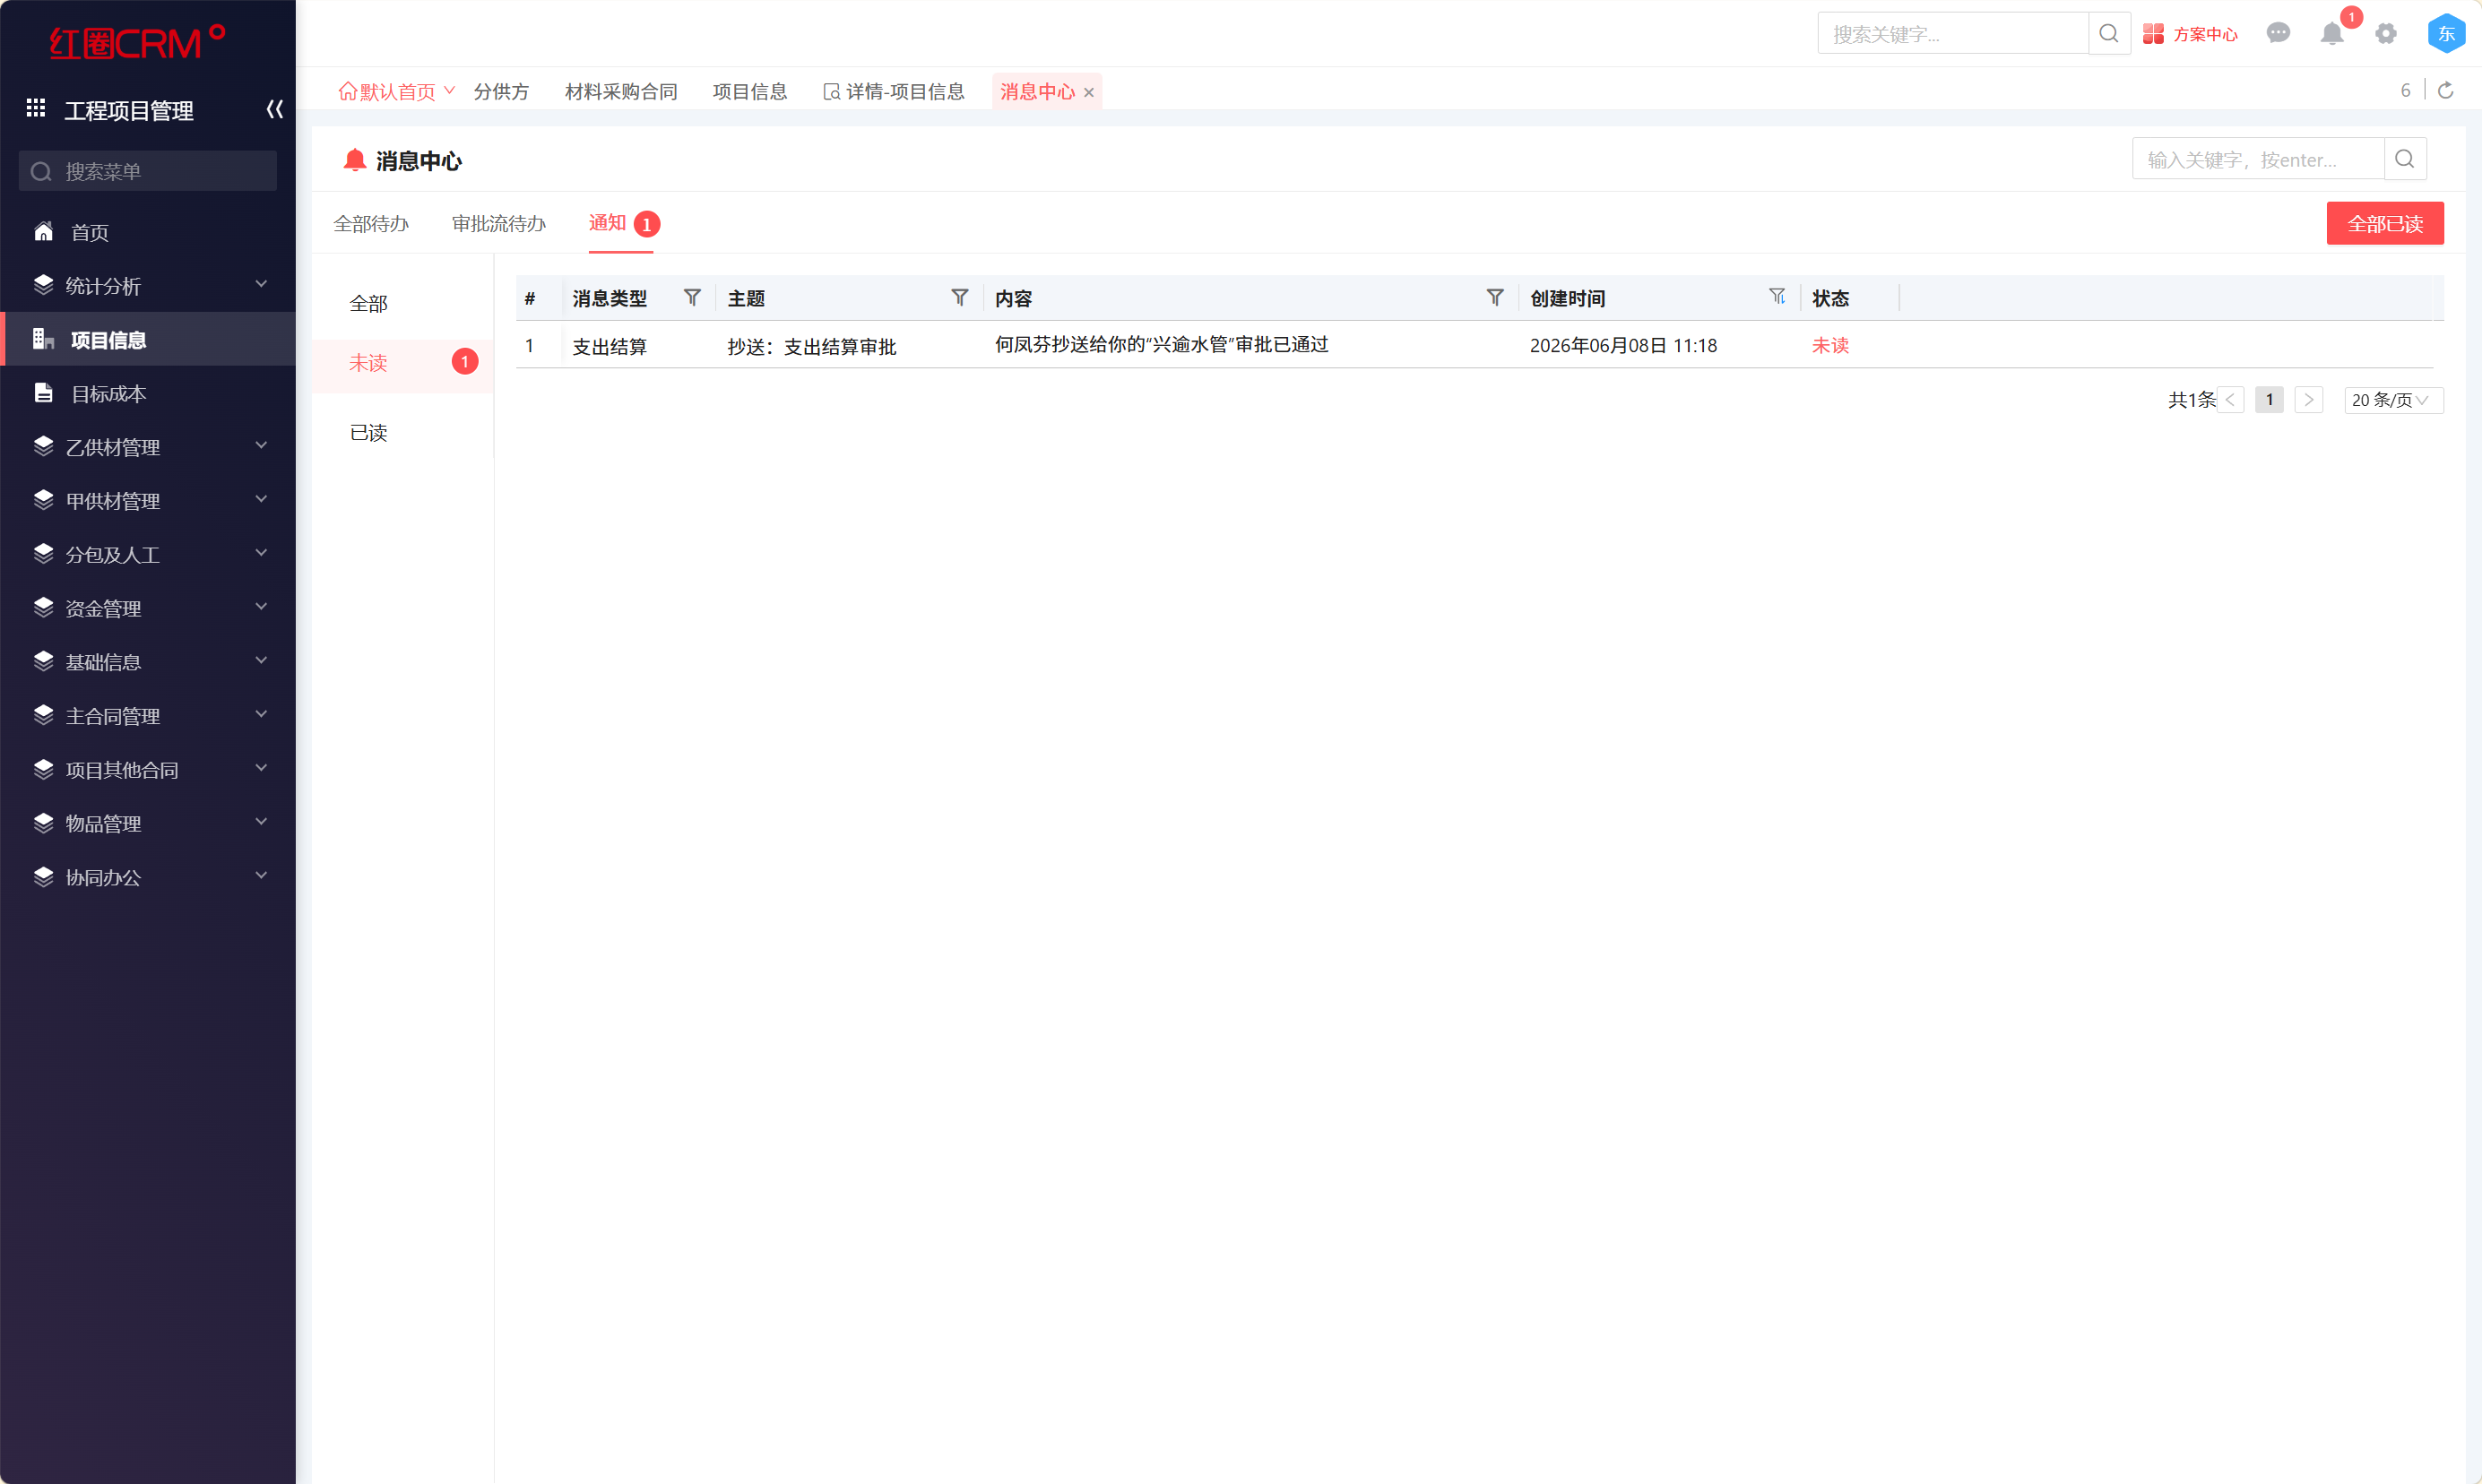 红圈CRM
搜索关键字...
方案中心
1
东
工程项目管理
默认首页
分供方
材料采购合同
项目信息
详情-项目信息
消息中心
6
搜索菜单
首页
统计分析
项目信息
目标成本
乙供材管理
甲供材管理
分包及人工
资金管理
基础信息
主合同管理
项目其他合同
物品管理
协同办公
消息中心
输入关键字，按enter...
全部待办
审批流待办
通知 1
全部已读
全部
未读 1
已读
# 消息类型 主题 内容 创建时间 状态
1 支出结算 抄送：支出结算审批 何凤芬抄送给你的“兴逾水管”审批已通过 2026年06月08日 11:18 未读
共1条 1 20 条/页